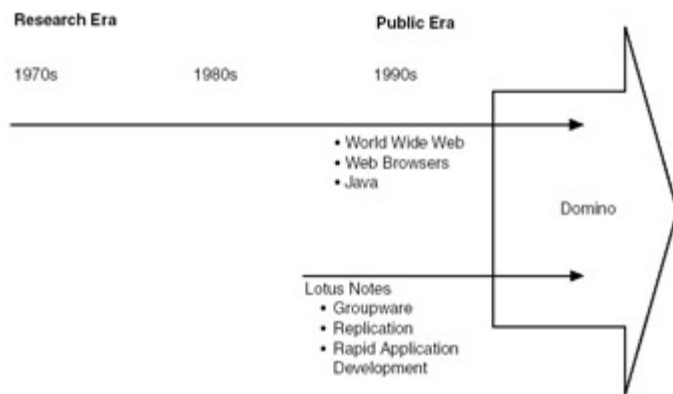 Research Era
Public Era
1970s
1980s
1990s
• World Wide Web
• Web Browsers
• Java
Domino
Lotus Notes
• Groupware
• Replication
• Rapid Application
Development